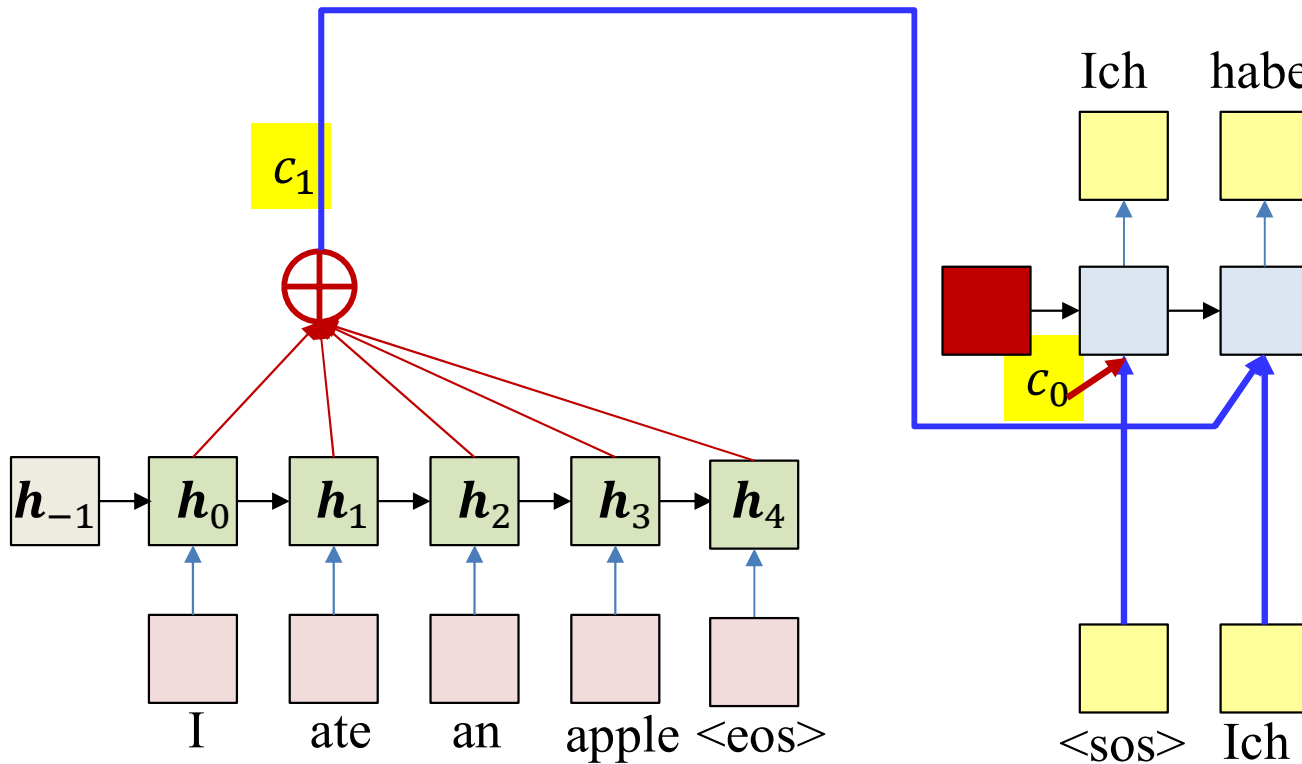 Ich habe
c₁
c₀
h₋₁ h₀ h₁ h₂ h₃ h₄
I ate an apple <eos> <sos> Ich